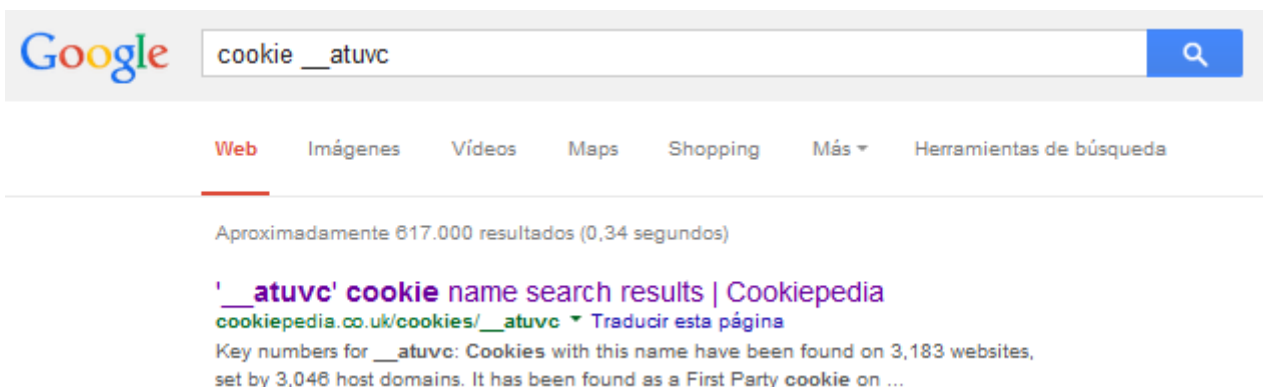 Google cookie __atuvc
Web Imágenes Vídeos Maps Shopping Más Herramientas de búsqueda
Aproximadamente 617.000 resultados (0,34 segundos)
'__atuvc' cookie name search results | Cookiepedia
cookiepedia.co.uk/cookies/__atuvc Traducir esta página
Key numbers for __atuvc: Cookies with this name have been found on 3,183 websites,
set by 3,046 host domains. It has been found as a First Party cookie on ...